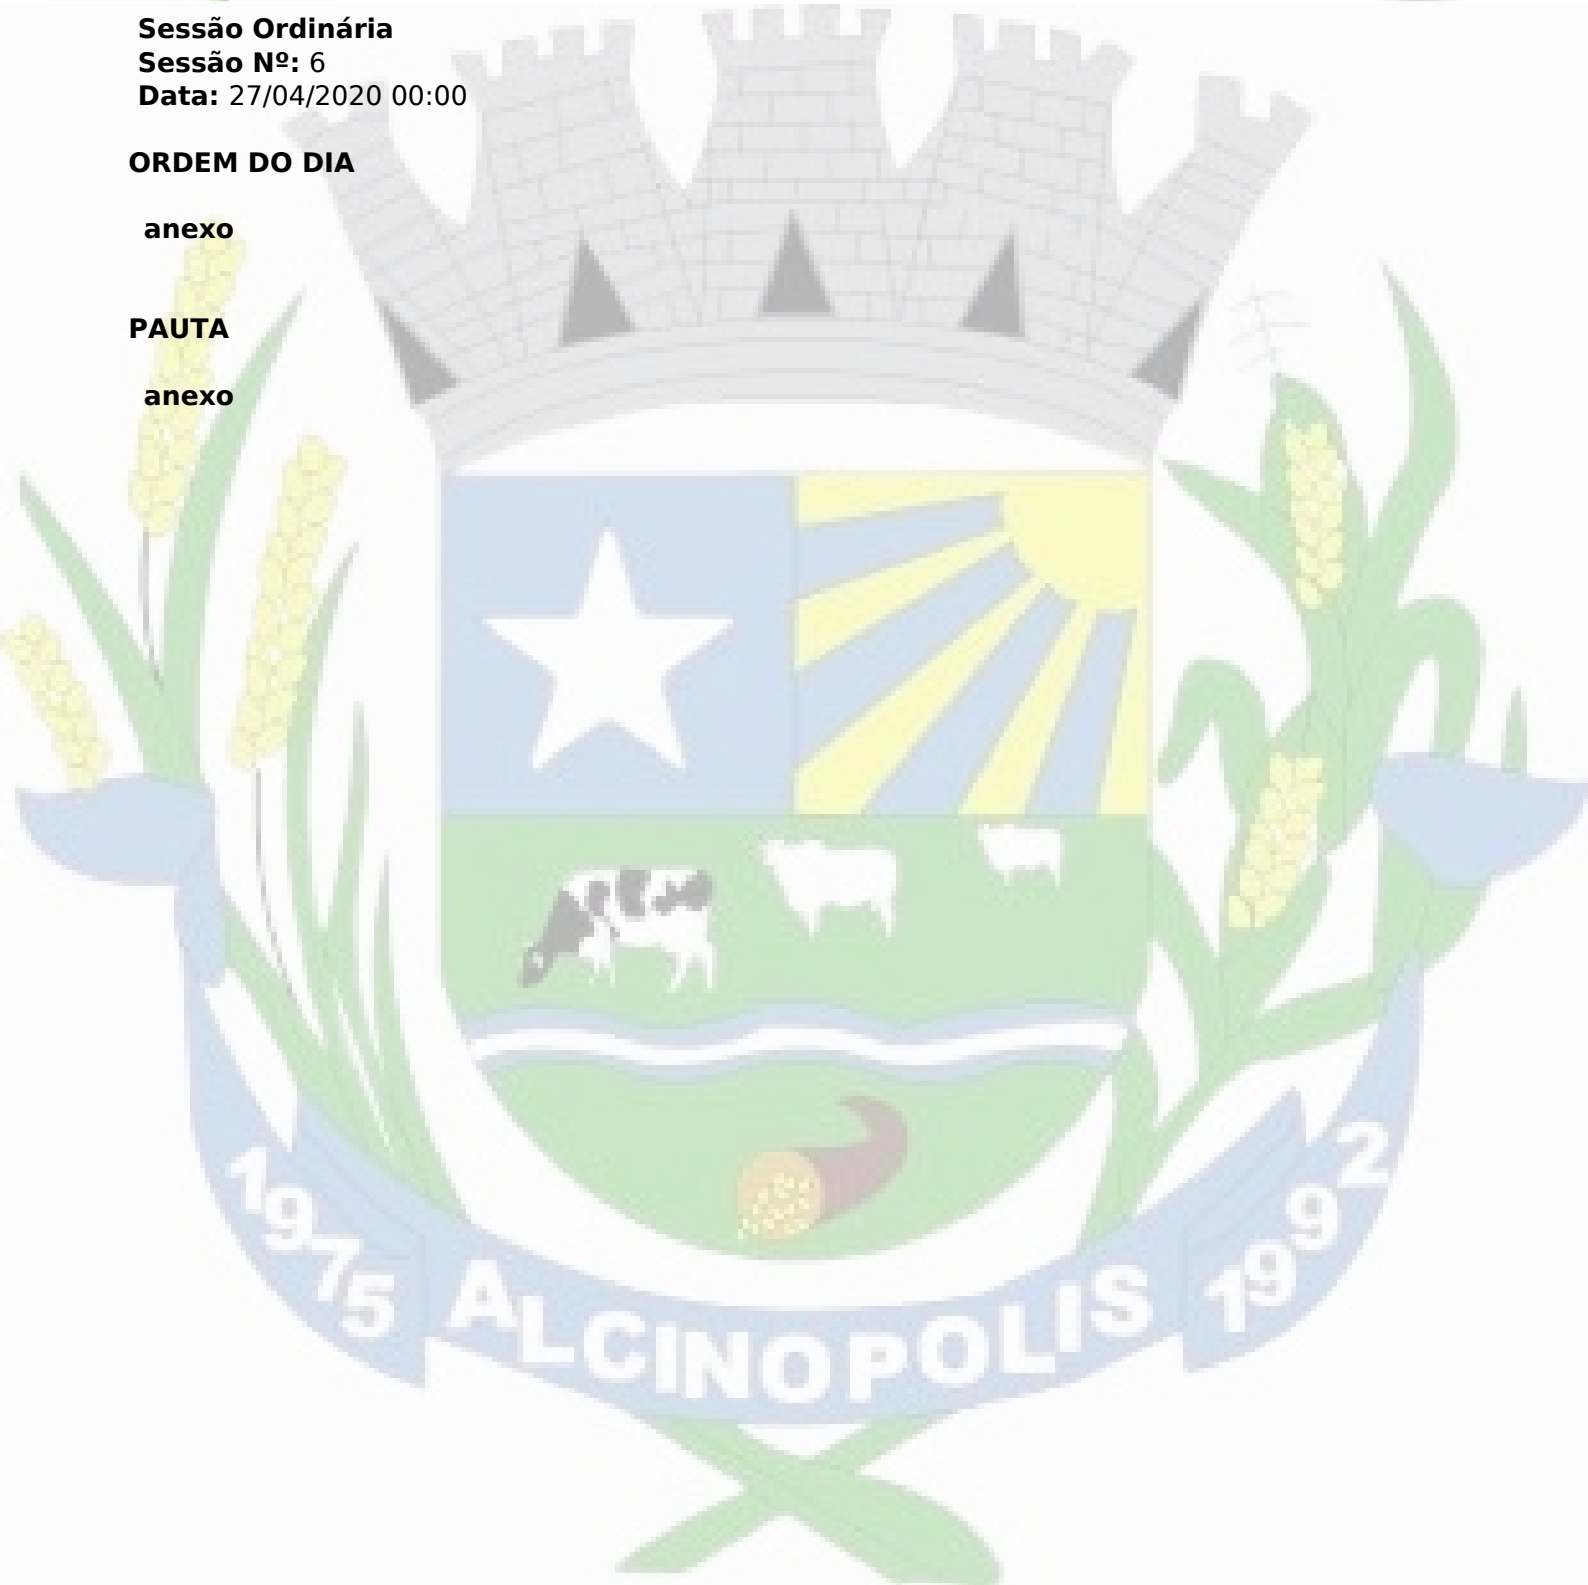 Sessão Ordinária
Sessão Nº: 6
Data: 27/04/2020 00:00
ORDEM DO DIA
anexo
PAUTA
anexo
1975 ALCINOPOLIS 1992